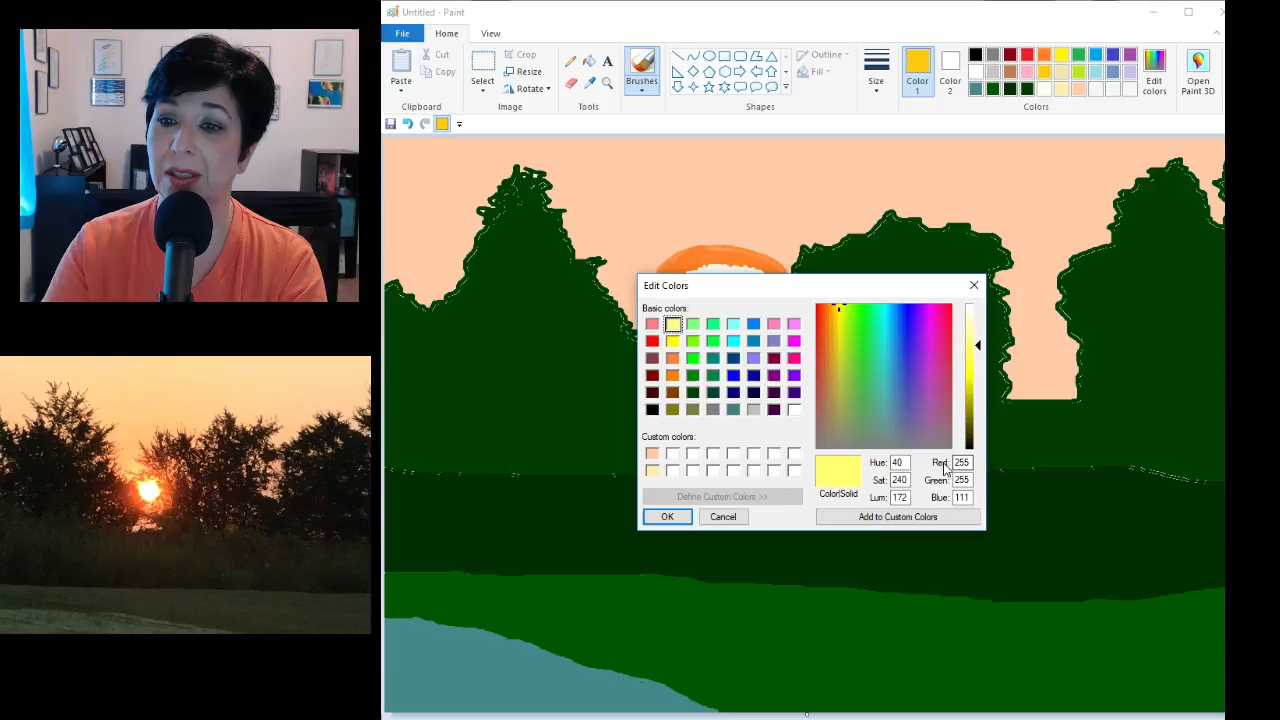 Untitled - Paint
File Home View
Paste
Cut
Copy
Clipboard
Select
Crop
Resize
Rotate
Image
Tools
Brushes
Shapes
Outline
Fill
Size
Color 1
Color 2
Colors
Edit colors
Open Paint 3D
Edit Colors
Basic colors:
Custom colors:
Define Custom Colors >>
OK Cancel
Color|Solid
Hue: 40 Red: 255
Sat: 240 Green: 255
Lum: 172 Blue: 111
Add to Custom Colors